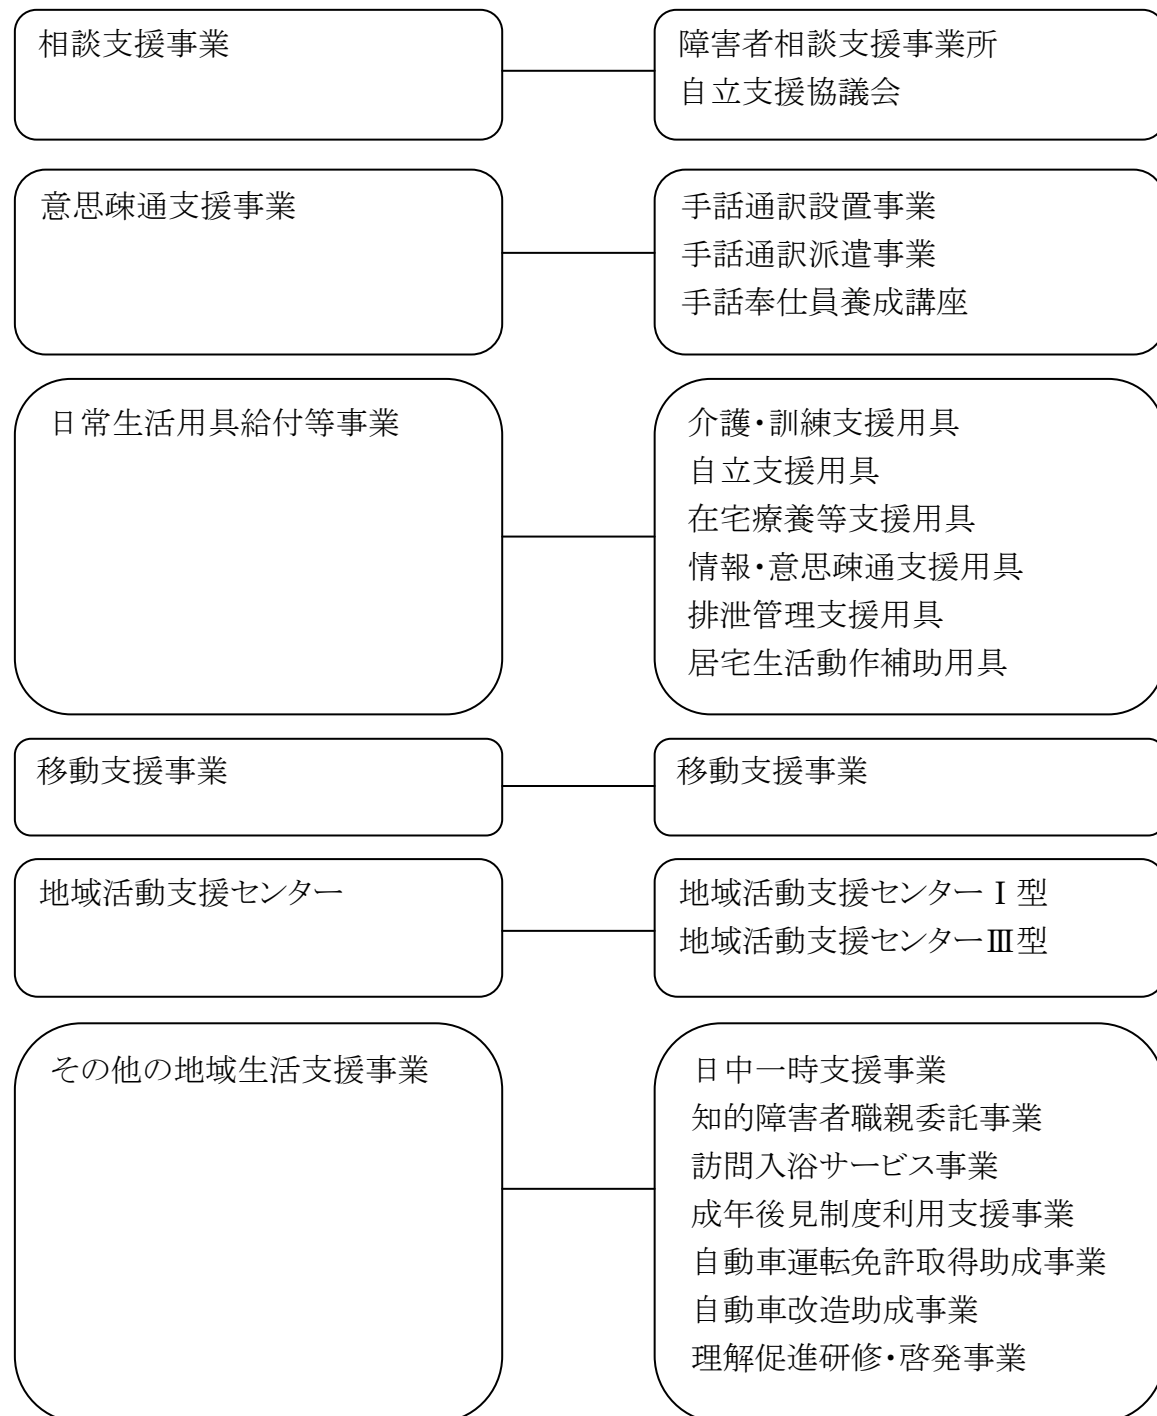 相談支援事業
障害者相談支援事業所
自立支援協議会
意思疎通支援事業
手話通訳設置事業
手話通訳派遣事業
手話奉仕員養成講座
日常生活用具給付等事業
介護・訓練支援用具
自立支援用具
在宅療養等支援用具
情報・意思疎通支援用具
排泄管理支援用具
居宅生活動作補助用具
移動支援事業
移動支援事業
地域活動支援センター
地域活動支援センターⅠ型
地域活動支援センターⅢ型
その他の地域生活支援事業
日中一時支援事業
知的障害者職親委託事業
訪問入浴サービス事業
成年後見制度利用支援事業
自動車運転免許取得助成事業
自動車改造助成事業
理解促進研修・啓発事業